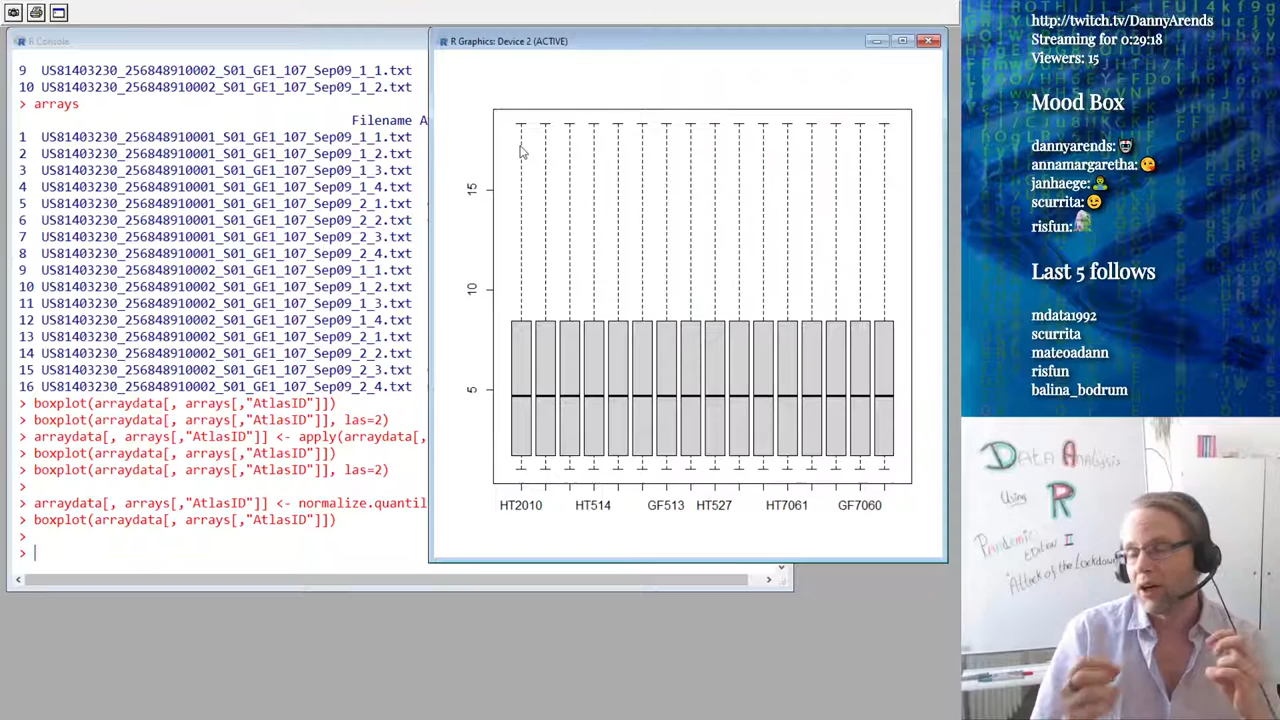 R Console
9 US81403230_256848910002_S01_GE1_107_Sep09_1_1.txt
10 US81403230_256848910002_S01_GE1_107_Sep09_1_2.txt
> arrays
Filename A
1 US81403230_256848910001_S01_GE1_107_Sep09_1_1.txt
2 US81403230_256848910001_S01_GE1_107_Sep09_1_2.txt
3 US81403230_256848910001_S01_GE1_107_Sep09_1_3.txt
4 US81403230_256848910001_S01_GE1_107_Sep09_1_4.txt
5 US81403230_256848910001_S01_GE1_107_Sep09_2_1.txt
6 US81403230_256848910001_S01_GE1_107_Sep09_2_2.txt
7 US81403230_256848910001_S01_GE1_107_Sep09_2_3.txt
8 US81403230_256848910001_S01_GE1_107_Sep09_2_4.txt
9 US81403230_256848910002_S01_GE1_107_Sep09_1_1.txt
10 US81403230_256848910002_S01_GE1_107_Sep09_1_2.txt
11 US81403230_256848910002_S01_GE1_107_Sep09_1_3.txt
12 US81403230_256848910002_S01_GE1_107_Sep09_1_4.txt
13 US81403230_256848910002_S01_GE1_107_Sep09_2_1.txt
14 US81403230_256848910002_S01_GE1_107_Sep09_2_2.txt
15 US81403230_256848910002_S01_GE1_107_Sep09_2_3.txt
16 US81403230_256848910002_S01_GE1_107_Sep09_2_4.txt
> boxplot(arraydata[, arrays[,"AtlasID"]])
> boxplot(arraydata[, arrays[,"AtlasID"]], las=2)
> arraydata[, arrays[,"AtlasID"]] <- apply(arraydata[,
> boxplot(arraydata[, arrays[,"AtlasID"]])
> boxplot(arraydata[, arrays[,"AtlasID"]], las=2)
>
> arraydata[, arrays[,"AtlasID"]] <- normalize.quantil
> boxplot(arraydata[, arrays[,"AtlasID"]])
>
>
R Graphics: Device 2 (ACTIVE)
15
10
5
HT2010 HT514 GF513 HT527 HT7061 GF7060
http://twitch.tv/DannyArends
Streaming for 0:29:18
Viewers: 15
Mood Box
dannyarends:
annamargaretha:
janhaege:
scurrita:
risfun:
Last 5 follows
mdata1992
scurrita
mateoadann
risfun
balina_bodrum
Data Analysis
Using R
Pandemic
Edition II
"Attack of the Lockdown